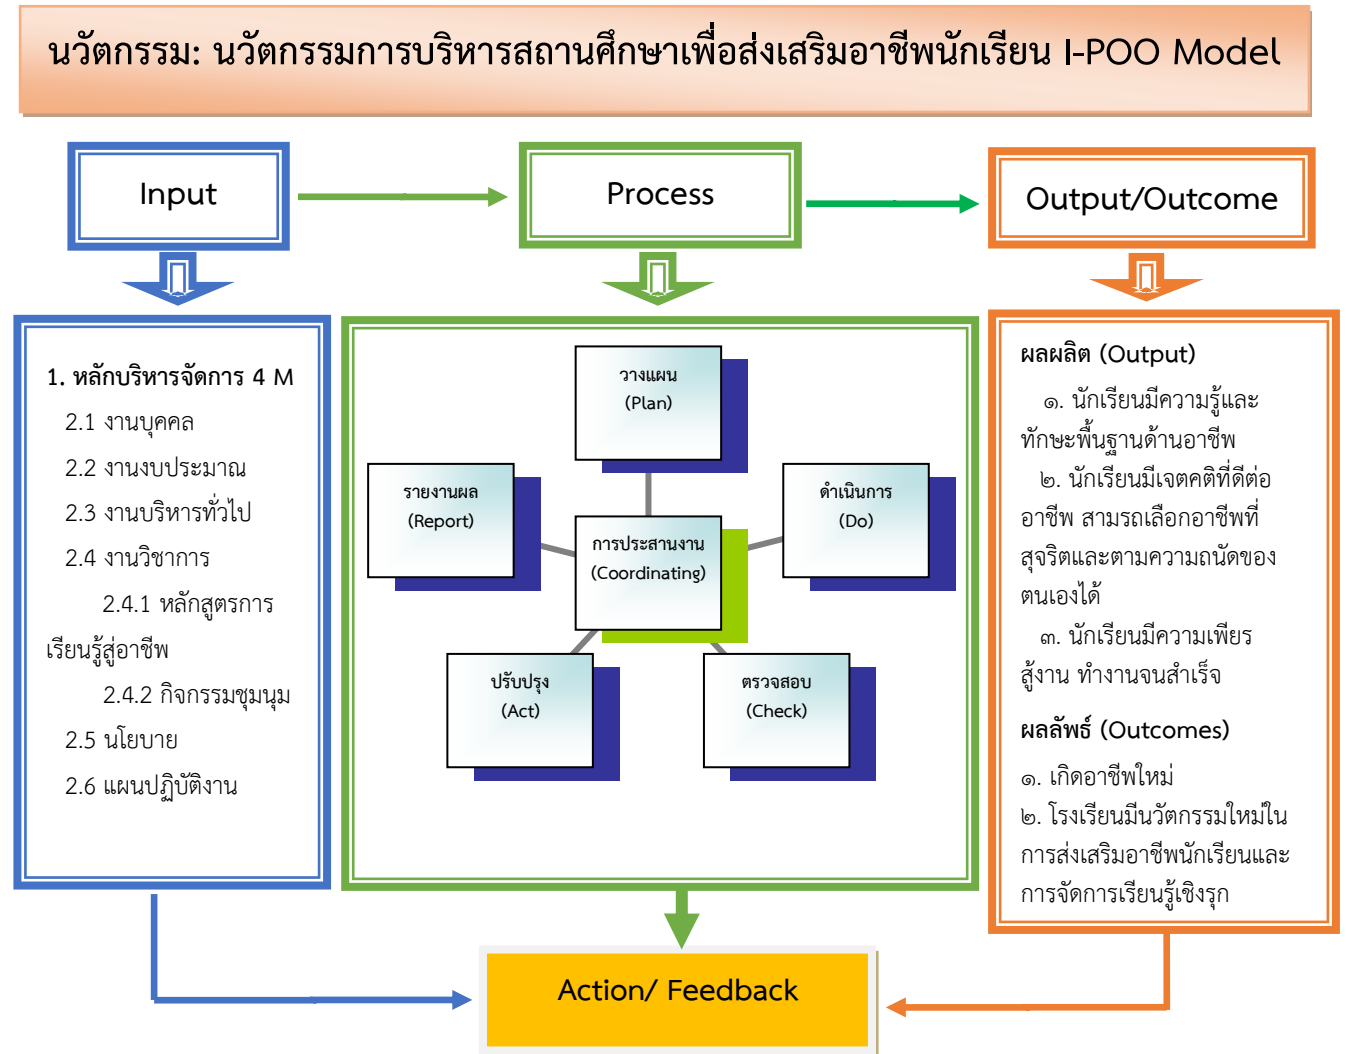 นวัตกรรม: นวัตกรรมการบริหารสถานศึกษาเพื่อส่งเสริมอาชีพนักเรียน I-POO Model
Input
Process
Output/Outcome
1. หลักบริหารจัดการ 4 M
2.1 งานบุคคล
2.2 งานงบประมาณ
2.3 งานบริหารทั่วไป
2.4 งานวิชาการ
2.4.1 หลักสูตรการ
เรียนรู้สู่อาชีพ
2.4.2 กิจกรรมชุมนุม
2.5 นโยบาย
2.6 แผนปฏิบัติงาน
วางแผน
(Plan)
รายงานผล
(Report)
ดำเนินการ
(Do)
การประสานงาน
(Coordinating)
ปรับปรุง
(Act)
ตรวจสอบ
(Check)
ผลผลิต (Output)
๑. นักเรียนมีความรู้และ
ทักษะพื้นฐานด้านอาชีพ
๒. นักเรียนมีเจตคติที่ดีต่อ
อาชีพ สามรถเลือกอาชีพที่
สุจริตและตามความถนัดของ
ตนเองได้
๓. นักเรียนมีความเพียร
สู้งาน ทำงานจนสำเร็จ
ผลลัพธ์ (Outcomes)
๑. เกิดอาชีพใหม่
๒. โรงเรียนมีนวัตกรรมใหม่ใน
การส่งเสริมอาชีพนักเรียนและ
การจัดการเรียนรู้เชิงรุก
Action/ Feedback